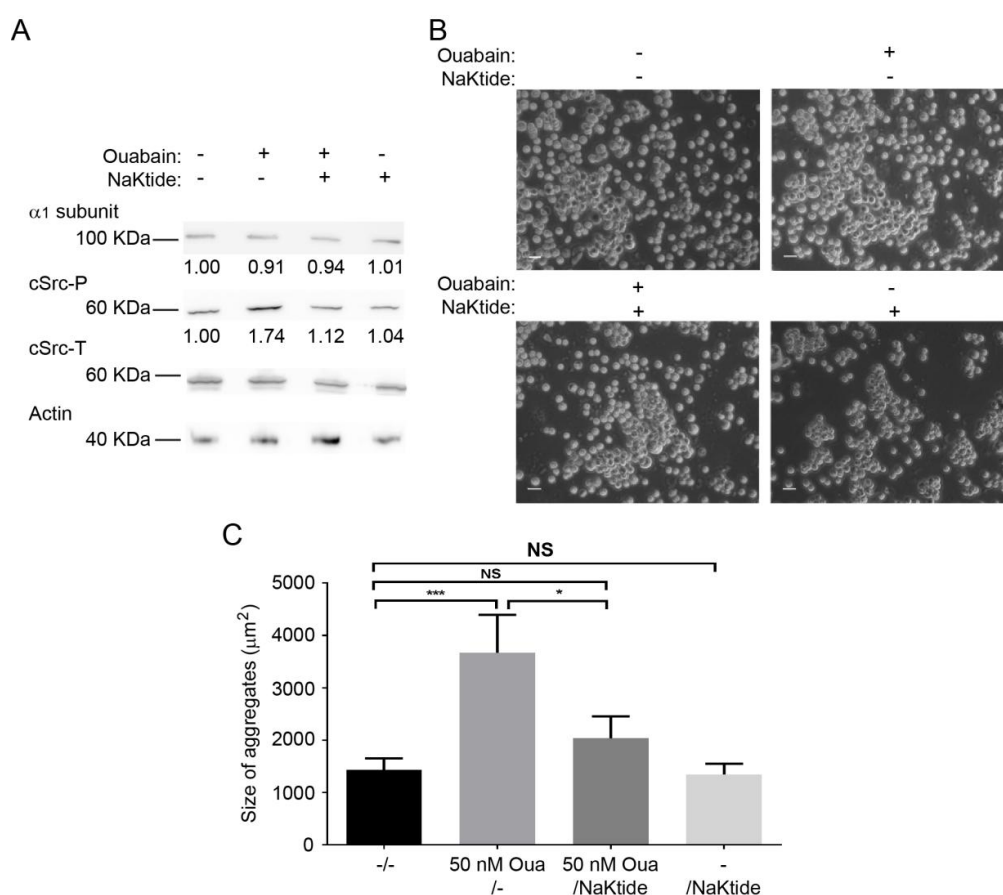 A
Ouabain: - + + -
NaKtide: - - + +
α1 subunit
100 KDa
1.00 0.91 0.94 1.01
cSrc-P
60 KDa
1.00 1.74 1.12 1.04
cSrc-T
60 KDa
Actin
40 KDa
B
Ouabain: - +
NaKtide: - -
Ouabain: + -
NaKtide: + +
C
NS
NS
*** *
5000
4000
3000
2000
1000
0
Size of aggregates (μm²)
-/- 50 nM Oua 50 nM Oua -
/- /NaKtide /NaKtide